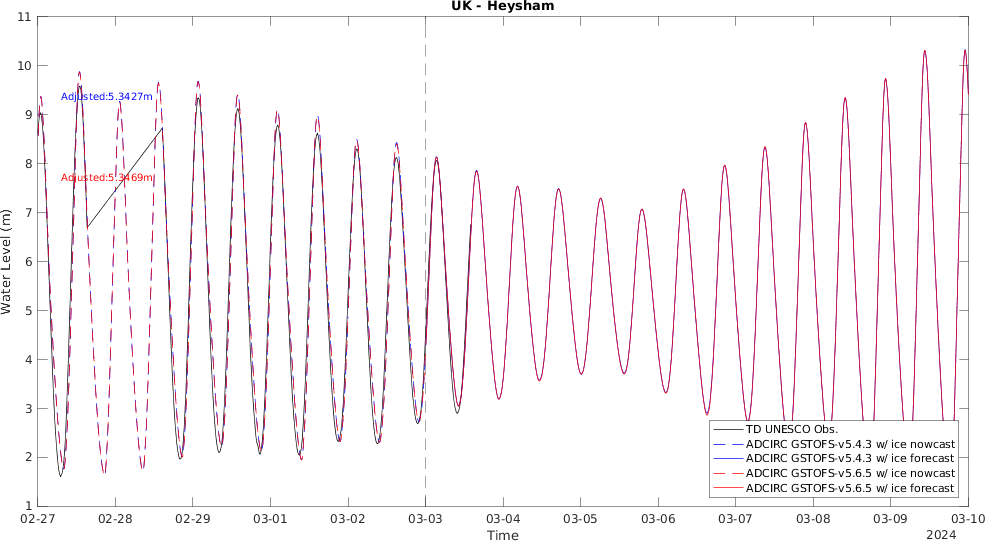 UK - Heysham
11
10
9
8
7
6
5
4
3
2
1
Water Level (m)
Adjusted:5.3427m
Adjusted:5.3469m
TD UNESCO Obs.
ADCIRC GSTOFS-v5.4.3 w/ ice nowcast
ADCIRC GSTOFS-v5.4.3 w/ ice forecast
ADCIRC GSTOFS-v5.6.5 w/ ice nowcast
ADCIRC GSTOFS-v5.6.5 w/ ice forecast
02-27 02-28 02-29 03-01 03-02 03-03 03-04 03-05 03-06 03-07 03-08 03-09 03-10
Time
2024